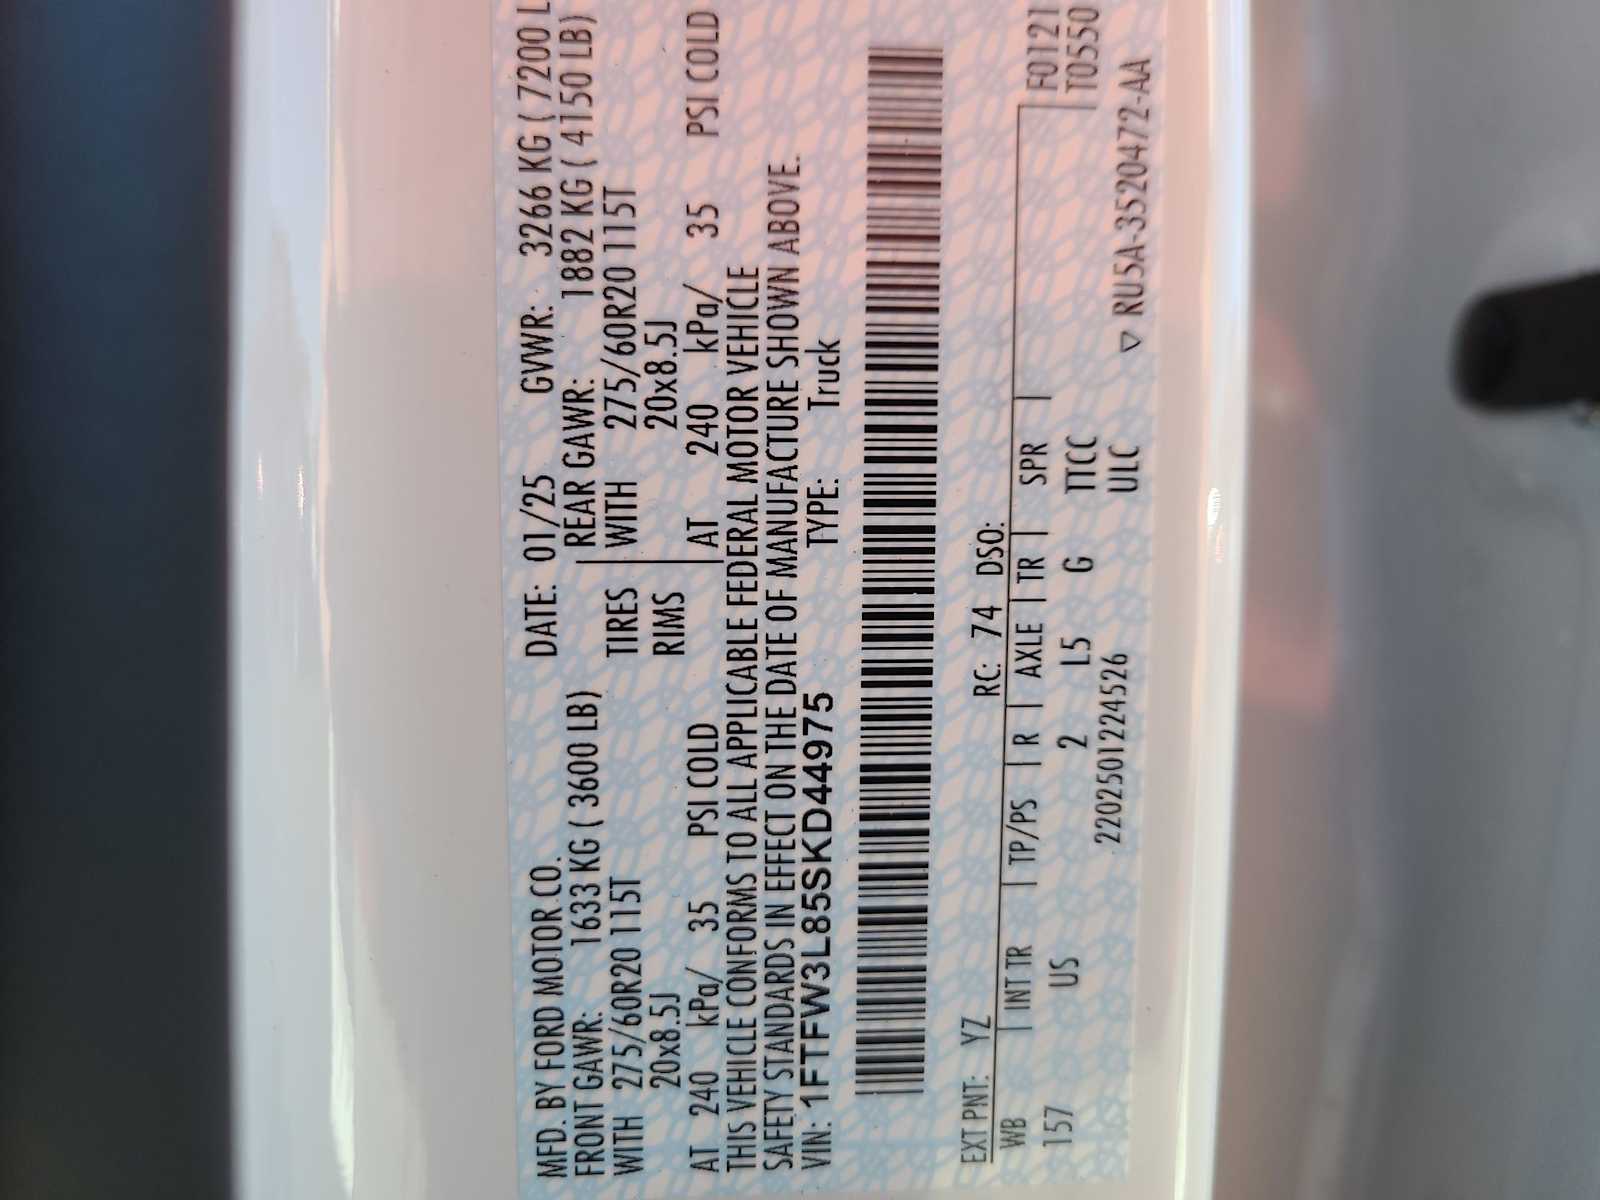 MFD. BY FORD MOTOR CO.
DATE: 01/25 GVWR: 3266 KG ( 7200 L
FRONT GAWR: 1633 KG ( 3600 LB)
REAR GAWR: 1882 KG ( 4150 LB)
WITH 275/60R20 115T TIRES WITH 275/60R20 115T
20x8.5J RIMS 20x8.5J
AT 240 kPa/ 35 PSI COLD AT 240 kPa/ 35 PSI COLD
THIS VEHICLE CONFORMS TO ALL APPLICABLE FEDERAL MOTOR VEHICLE
SAFETY STANDARDS IN EFFECT ON THE DATE OF MANUFACTURE SHOWN ABOVE.
VIN: 1FTFW3L85SKD44975 TYPE: Truck
EXT PNT: YZ RC: 74 DSO:
WB INT TR TP/PS R AXLE TR SPR F0121
157 US 2 L5 G TTCC T0550
2202501224526 ULC
▽ RU5A-3520472-AA